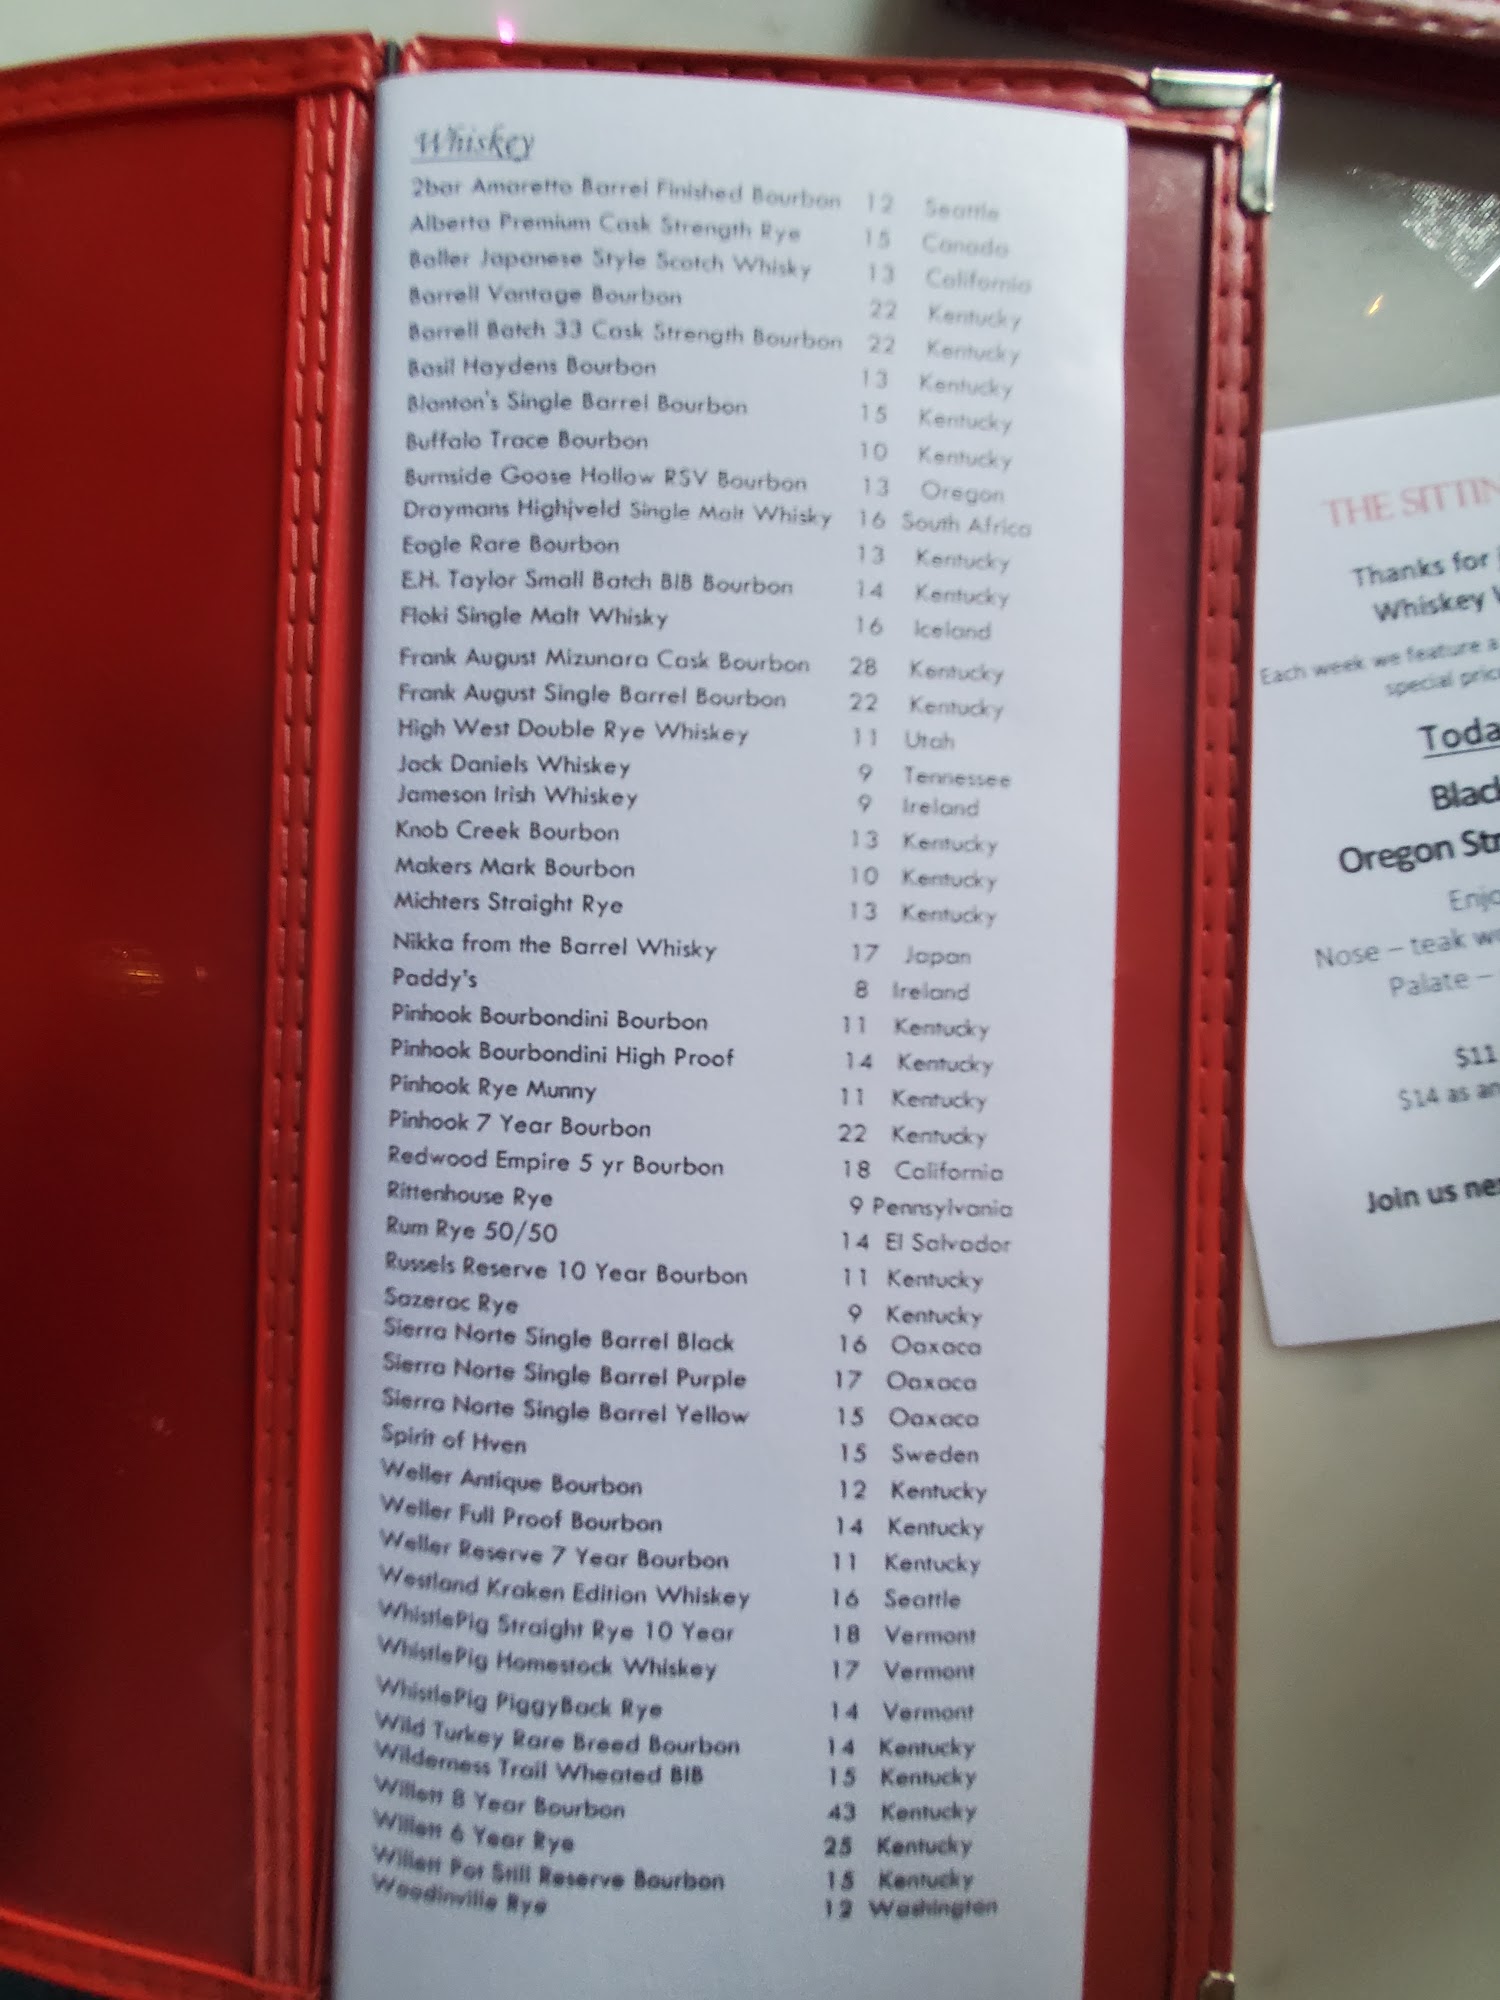 Whiskey
2bar Amaretto Barrel Finished Bourbon 12 Seattle
Alberta Premium Cask Strength Rye 15 Canada
Baller Japanese Style Scotch Whisky 13 California
Barrell Vantage Bourbon 22 Kentucky
Barrell Batch 33 Cask Strength Bourbon 22 Kentucky
Basil Haydens Bourbon 13 Kentucky
Blanton's Single Barrel Bourbon 15 Kentucky
Buffalo Trace Bourbon 10 Kentucky
Burnside Goose Hollow RSV Bourbon 13 Oregon
Draymans Highjveld Single Malt Whisky 16 South Africa
Eagle Rare Bourbon 13 Kentucky
E.H. Taylor Small Batch BIB Bourbon 14 Kentucky
Floki Single Malt Whisky 16 Iceland
Frank August Mizunara Cask Bourbon 28 Kentucky
Frank August Single Barrel Bourbon 22 Kentucky
High West Double Rye Whiskey 11 Utah
Jack Daniels Whiskey 9 Tennessee
Jameson Irish Whiskey 9 Ireland
Knob Creek Bourbon 13 Kentucky
Makers Mark Bourbon 10 Kentucky
Michters Straight Rye 13 Kentucky
Nikka from the Barrel Whisky 17 Japan
Paddy's 8 Ireland
Pinhook Bourbondini Bourbon 11 Kentucky
Pinhook Bourbondini High Proof 14 Kentucky
Pinhook Rye Munny 11 Kentucky
Pinhook 7 Year Bourbon 22 Kentucky
Redwood Empire 5 yr Bourbon 18 California
Rittenhouse Rye 9 Pennsylvania
Rum Rye 50/50 14 El Salvador
Russels Reserve 10 Year Bourbon 11 Kentucky
Sazerac Rye 9 Kentucky
Sierra Norte Single Barrel Black 16 Oaxaca
Sierra Norte Single Barrel Purple 17 Oaxaca
Sierra Norte Single Barrel Yellow 15 Oaxaca
Spirit of Hven 15 Sweden
Weller Antique Bourbon 12 Kentucky
Weller Full Proof Bourbon 14 Kentucky
Weller Reserve 7 Year Bourbon 11 Kentucky
Westland Kraken Edition Whiskey 16 Seattle
WhistlePig Straight Rye 10 Year 18 Vermont
WhistlePig Homestock Whiskey 17 Vermont
WhistlePig PiggyBack Rye 14 Vermont
Wild Turkey Rare Breed Bourbon 14 Kentucky
Wilderness Trail Wheated BIB 15 Kentucky
Willett 8 Year Bourbon 43 Kentucky
Willett 6 Year Rye 25 Kentucky
Willett Pot Still Reserve Bourbon 15 Kentucky
Woodinville Rye 12 Washington
THE SITTIN
Thanks for
Whiskey
Each week we feature a
special pric
Toda
Blac
Oregon Str
Enjo
Nose – teak w
Palate –
$11
$14 as an
Join us ne